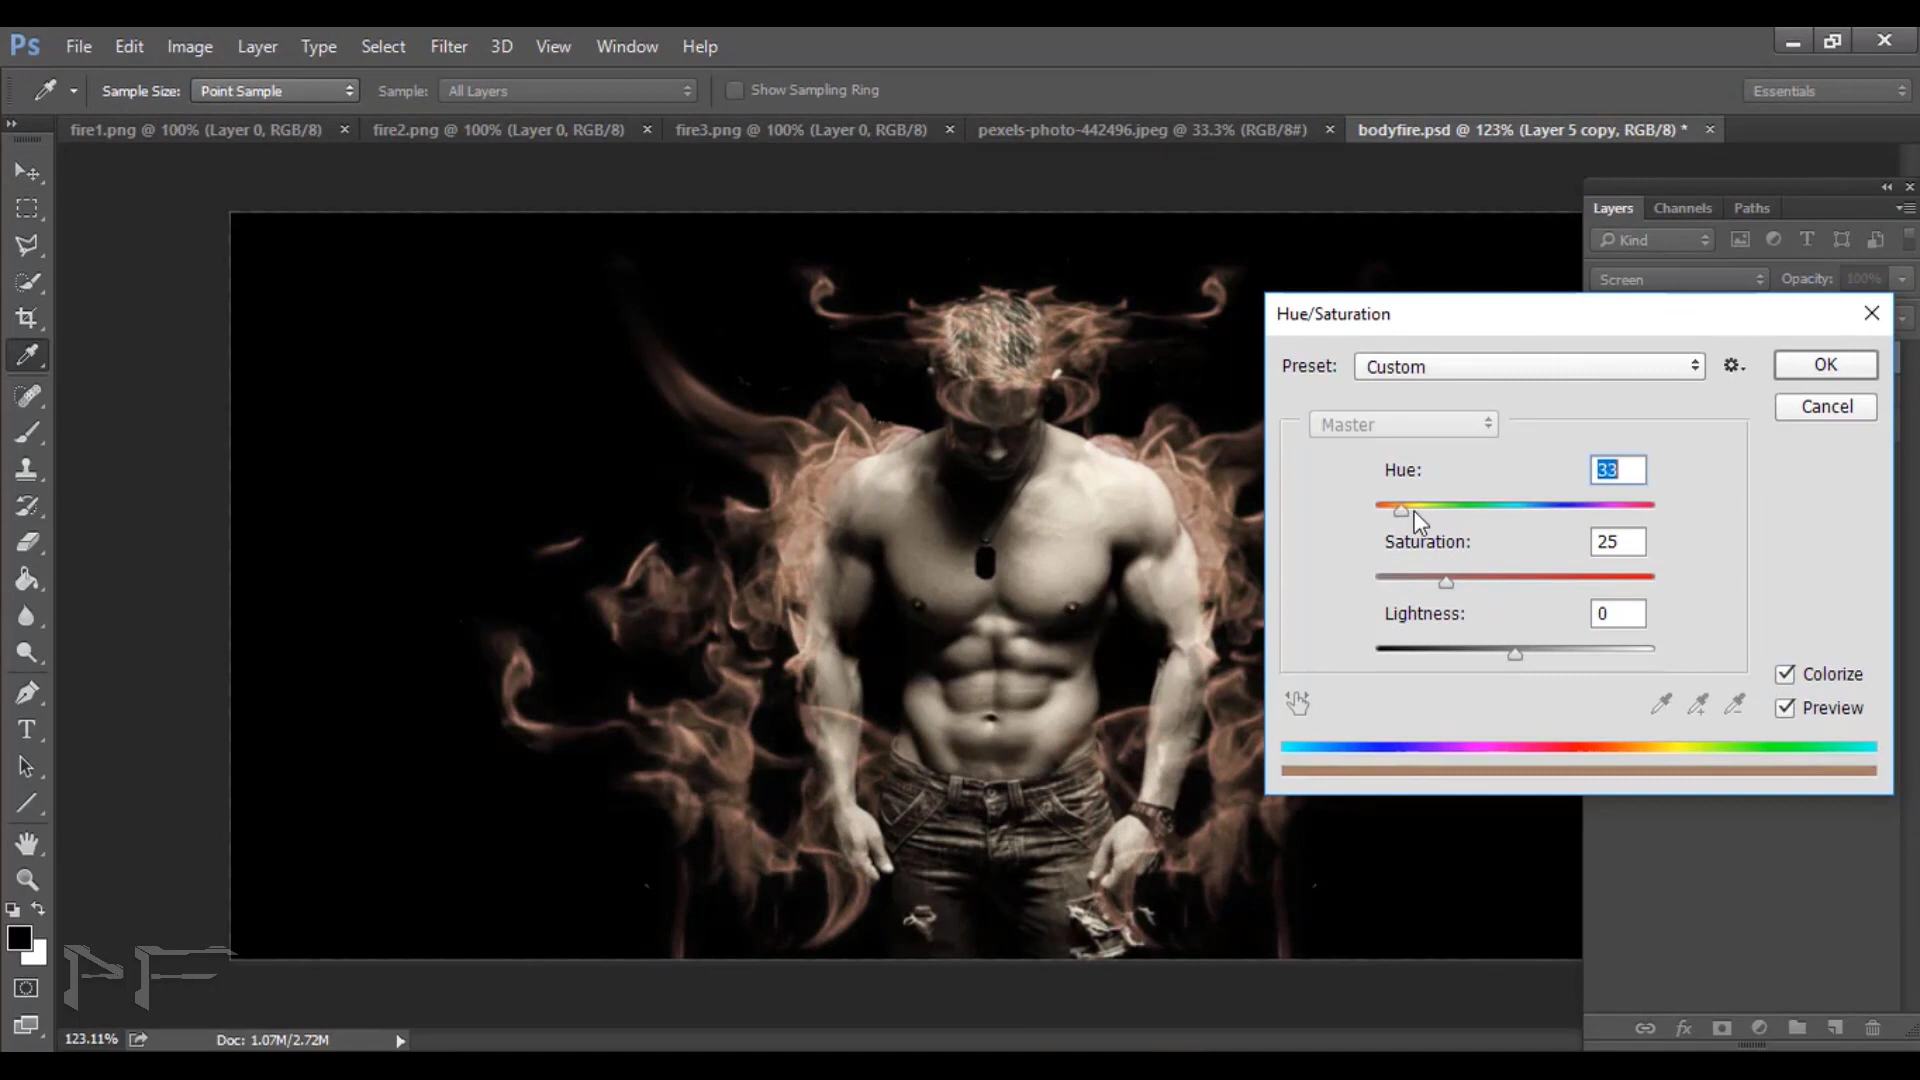 Ps File Edit Image Layer Type Select Filter 3D View Window Help
Sample Size: Point Sample Sample: All Layers Show Sampling Ring Essentials
fire1.png @ 100% (Layer 0, RGB/8) fire2.png @ 100% (Layer 0, RGB/8) fire3.png @ 100% (Layer 0, RGB/8) pexels-photo-442496.jpeg @ 33.3% (RGB/8#) bodyfire.psd @ 123% (Layer 5 copy, RGB/8) *
Layers Channels Paths
Kind
Screen Opacity: 100%
Hue/Saturation
Preset: Custom OK
Cancel
Master
Hue: 33
Saturation: 25
Lightness: 0
Colorize
Preview
NF
123.11% Doc: 1.07M/2.72M